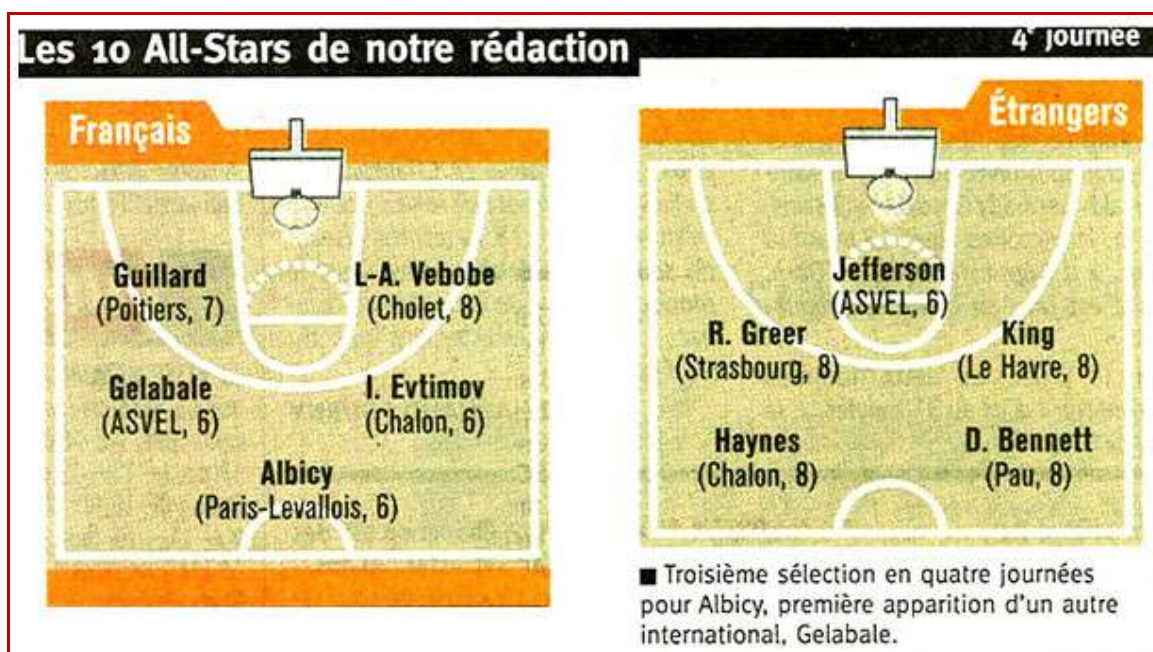 Les 10 All-Stars de notre rédaction
4e journée
Français
Guillard
(Poitiers, 7)
L-A. Vebobe
(Cholet, 8)
Gelabale
(ASVEL, 6)
I. Evtimov
(Chalon, 6)
Albicy
(Paris-Levallois, 6)
Étrangers
Jefferson
(ASVEL, 6)
R. Greer
(Strasbourg, 8)
King
(Le Havre, 8)
Haynes
(Chalon, 8)
D. Bennett
(Pau, 8)
■ Troisième sélection en quatre journées
pour Albicy, première apparition d'un autre
international, Gelabale.